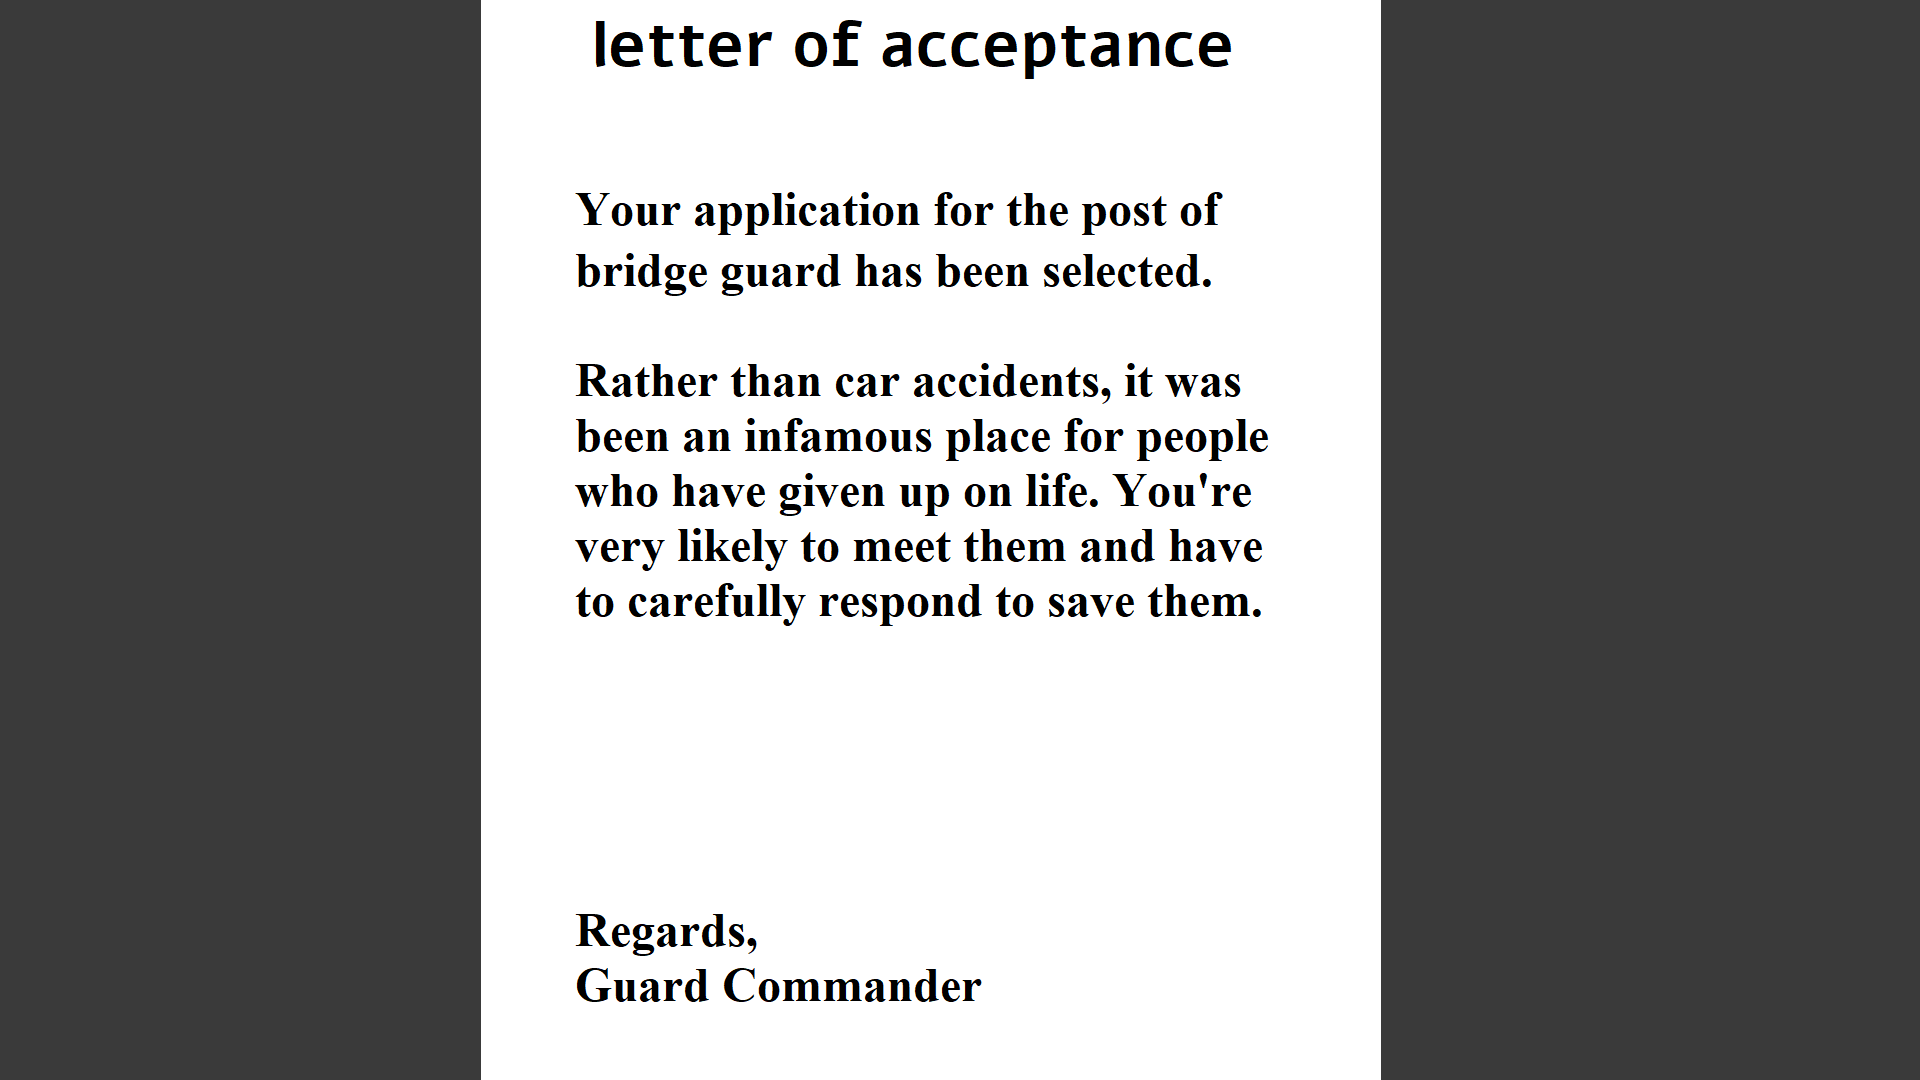 letter of acceptance
Your application for the post of
bridge guard has been selected.
Rather than car accidents, it was
been an infamous place for people
who have given up on life. You're
very likely to meet them and have
to carefully respond to save them.
Regards,
Guard Commander